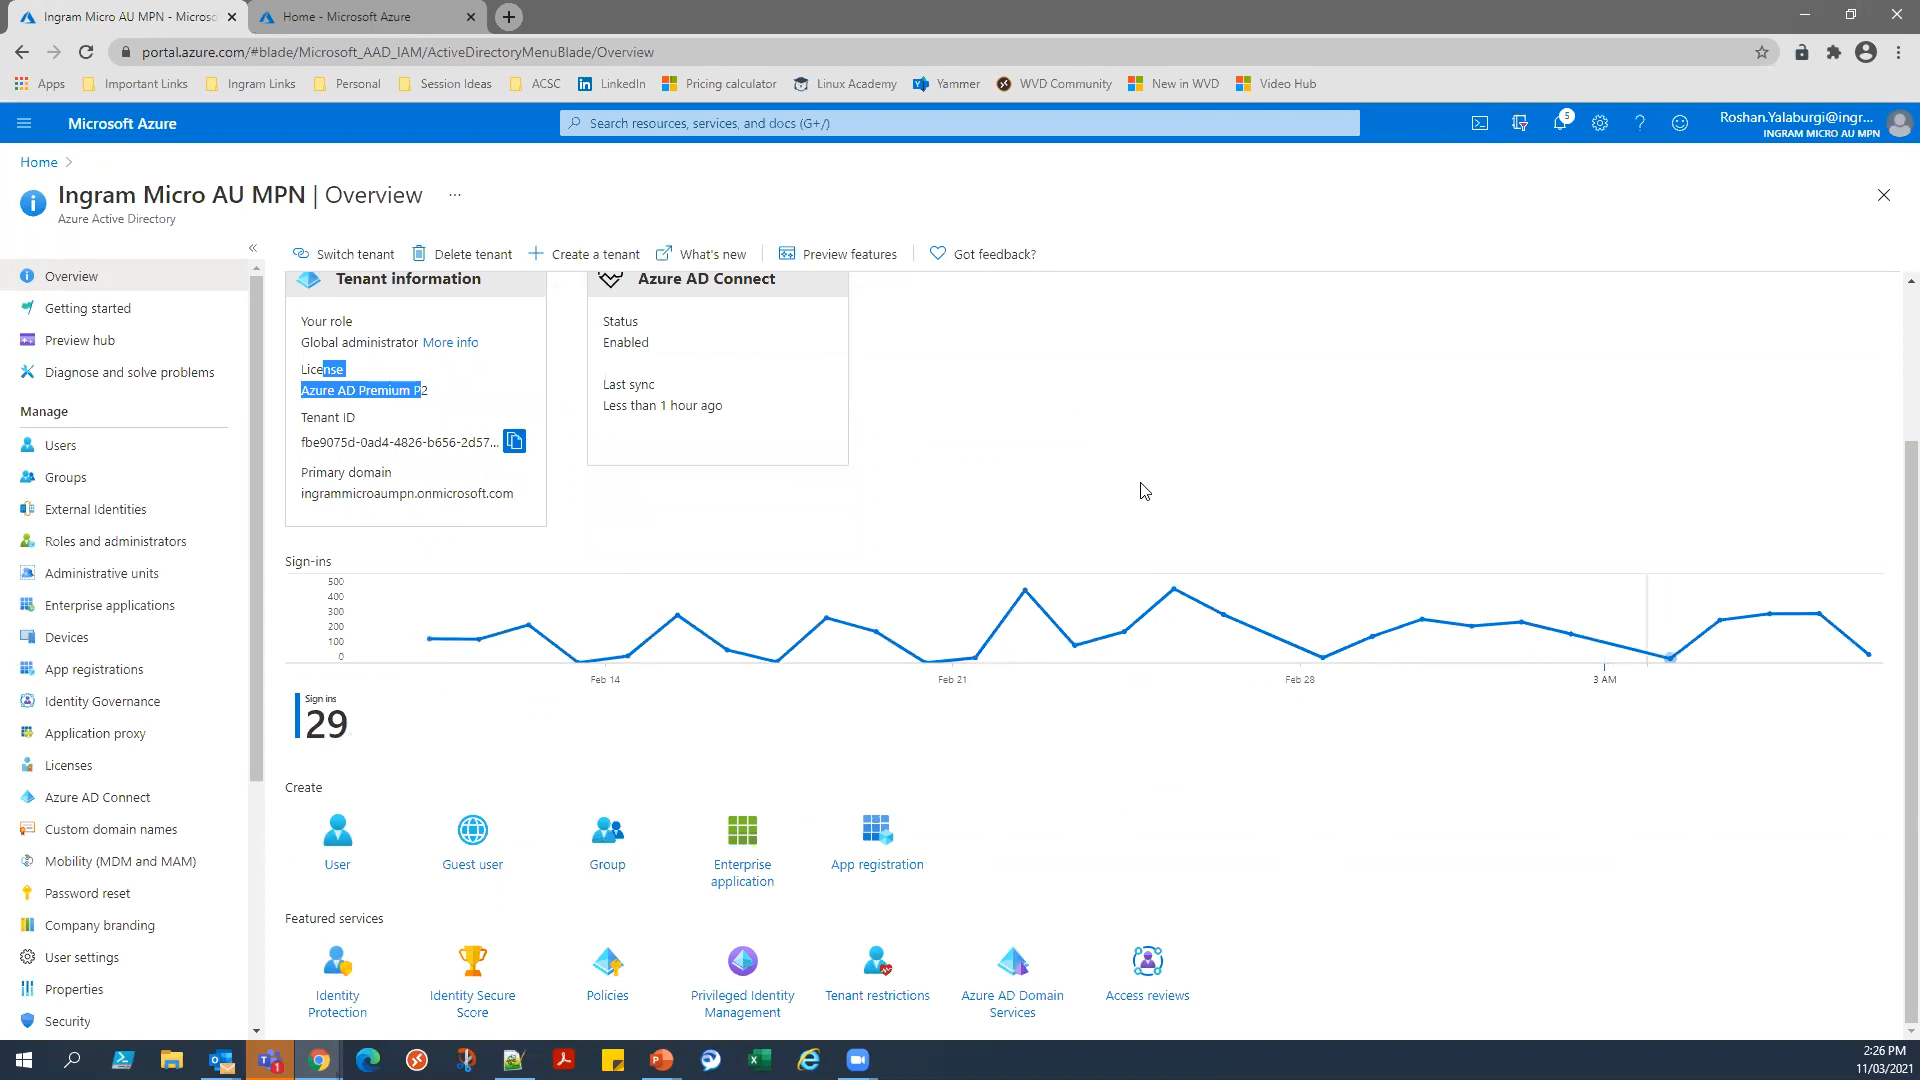 Ingram Micro AU MPN - Microso
Home - Microsoft Azure
portal.azure.com/#blade/Microsoft_AAD_IAM/ActiveDirectoryMenuBlade/Overview
Apps
Important Links
Ingram Links
Personal
Session Ideas
ACSC
LinkedIn
Pricing calculator
Linux Academy
Yammer
WVD Community
New in WVD
Video Hub
Microsoft Azure
Search resources, services, and docs (G+/)
5
Roshan.Yalaburgi@ingr...
INGRAM MICRO AU MPN
Home
Ingram Micro AU MPN | Overview
...
Azure Active Directory
Overview
Getting started
Preview hub
Diagnose and solve problems
Manage
Users
Groups
External Identities
Roles and administrators
Administrative units
Enterprise applications
Devices
App registrations
Identity Governance
Application proxy
Licenses
Azure AD Connect
Custom domain names
Mobility (MDM and MAM)
Password reset
Company branding
User settings
Properties
Security
Switch tenant
Delete tenant
Create a tenant
What's new
Preview features
Got feedback?
Tenant information
Your role
Global administrator More info
License
Azure AD Premium P2
Tenant ID
fbe9075d-0ad4-4826-b656-2d57...
Primary domain
ingrammicroaumpn.onmicrosoft.com
Azure AD Connect
Status
Enabled
Last sync
Less than 1 hour ago
Sign-ins
500
400
300
200
100
0
Feb 14
Feb 21
Feb 28
3 AM
Sign ins
29
Create
User
Guest user
Group
Enterprise
application
App registration
Featured services
Identity
Protection
Identity Secure
Score
Policies
Privileged Identity
Management
Tenant restrictions
Azure AD Domain
Services
Access reviews
2:26 PM
11/03/2021